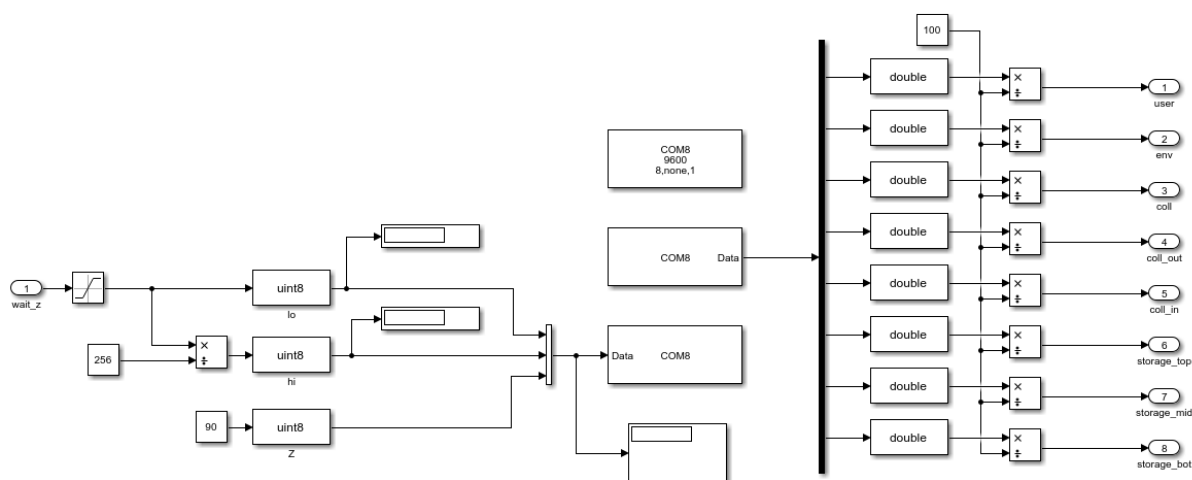 100
double
×
÷
1
user
double
×
÷
2
env
COM8
9600
8,none,1
double
×
÷
3
coll
double
×
÷
4
coll_out
COM8
Data
1
wait_z
uint8
lo
double
×
÷
5
coll_in
256
×
÷
uint8
hi
Data
COM8
double
×
÷
6
storage_top
double
×
÷
7
storage_mid
90
uint8
Z
double
×
÷
8
storage_bot